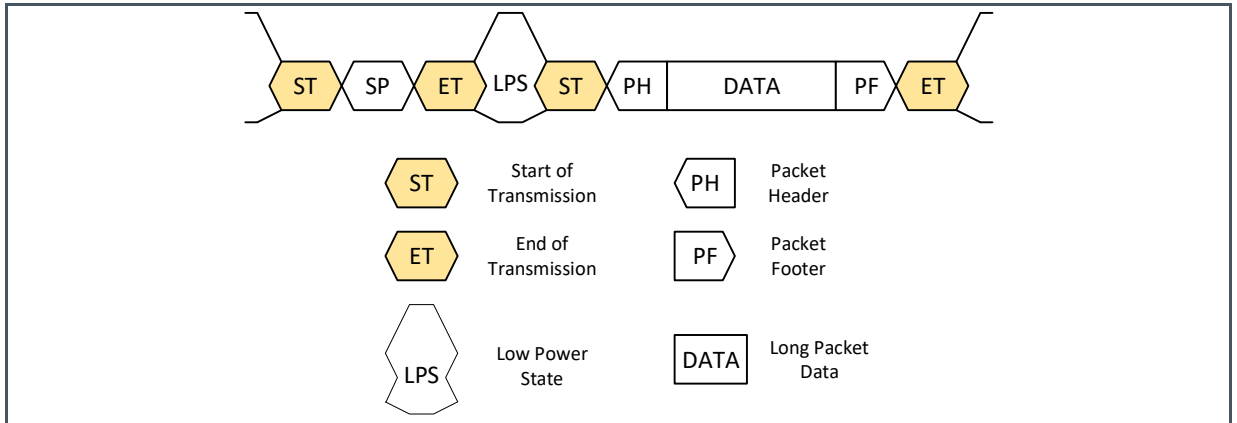 ST SP ET LPS ST PH DATA PF ET
ST Start of
Transmission
PH Packet
Header
ET End of
Transmission
PF Packet
Footer
LPS Low Power
State
DATA Long Packet
Data